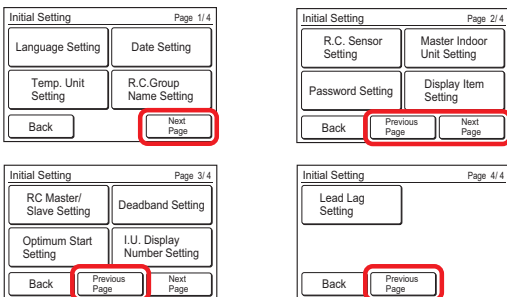 Initial Setting Page 1/4
Language Setting
Date Setting
Temp. Unit
Setting
R.C.Group
Name Setting
Back
Next
Page
Initial Setting Page 2/4
R.C. Sensor
Setting
Master Indoor
Unit Setting
Password Setting
Display Item
Setting
Back
Previous
Page
Next
Page
Initial Setting Page 3/4
RC Master/
Slave Setting
Deadband Setting
Optimum Start
Setting
I.U. Display
Number Setting
Back
Previous
Page
Next
Page
Initial Setting Page 4/4
Lead Lag
Setting
Back
Previous
Page